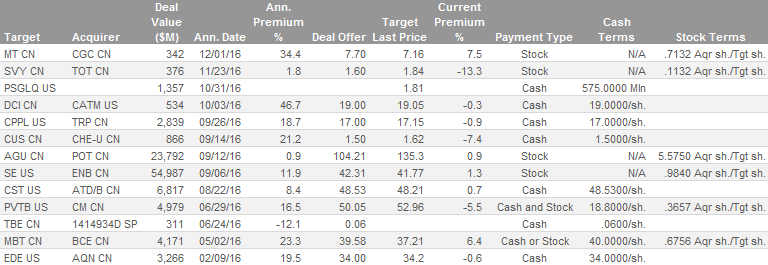 Target Acquirer Deal Value ($M) Ann. Date Ann. Premium % Deal Offer Target Last Price Current Premium % Payment Type Cash Terms Stock Terms
MT CN CGC CN 342 12/01/16 34.4 7.70 7.16 7.5 Stock N/A .7132 Aqr sh./Tgt sh.
SVY CN TOT CN 376 11/23/16 1.8 1.60 1.84 -13.3 Stock N/A .1132 Aqr sh./Tgt sh.
PSGLQ US 1,357 10/31/16 1.81 Cash 575.0000 Mln
DCI CN CATM US 534 10/03/16 46.7 19.00 19.05 -0.3 Cash 19.0000/sh.
CPPL US TRP CN 2,839 09/26/16 18.7 17.00 17.15 -0.9 Cash 17.0000/sh.
CUS CN CHE-U CN 866 09/14/16 21.2 1.50 1.62 -7.4 Cash 1.5000/sh.
AGU CN POT CN 23,792 09/12/16 0.9 104.21 135.3 0.9 Stock N/A 5.5750 Aqr sh./Tgt sh.
SE US ENB CN 54,987 09/06/16 11.9 42.31 41.77 1.3 Stock N/A .9840 Aqr sh./Tgt sh.
CST US ATD/B CN 6,817 08/22/16 8.4 48.53 48.21 0.7 Cash 48.5300/sh.
PVTB US CM CN 4,979 06/29/16 16.5 50.05 52.96 -5.5 Cash and Stock 18.8000/sh. .3657 Aqr sh./Tgt sh.
TBE CN 1414934D SP 311 06/24/16 -12.1 0.06 Cash .0600/sh.
MBT CN BCE CN 4,171 05/02/16 23.3 39.58 37.21 6.4 Cash or Stock 40.0000/sh. .6756 Aqr sh./Tgt sh.
EDE US AQN CN 3,266 02/09/16 19.5 34.00 34.2 -0.6 Cash 34.0000/sh.